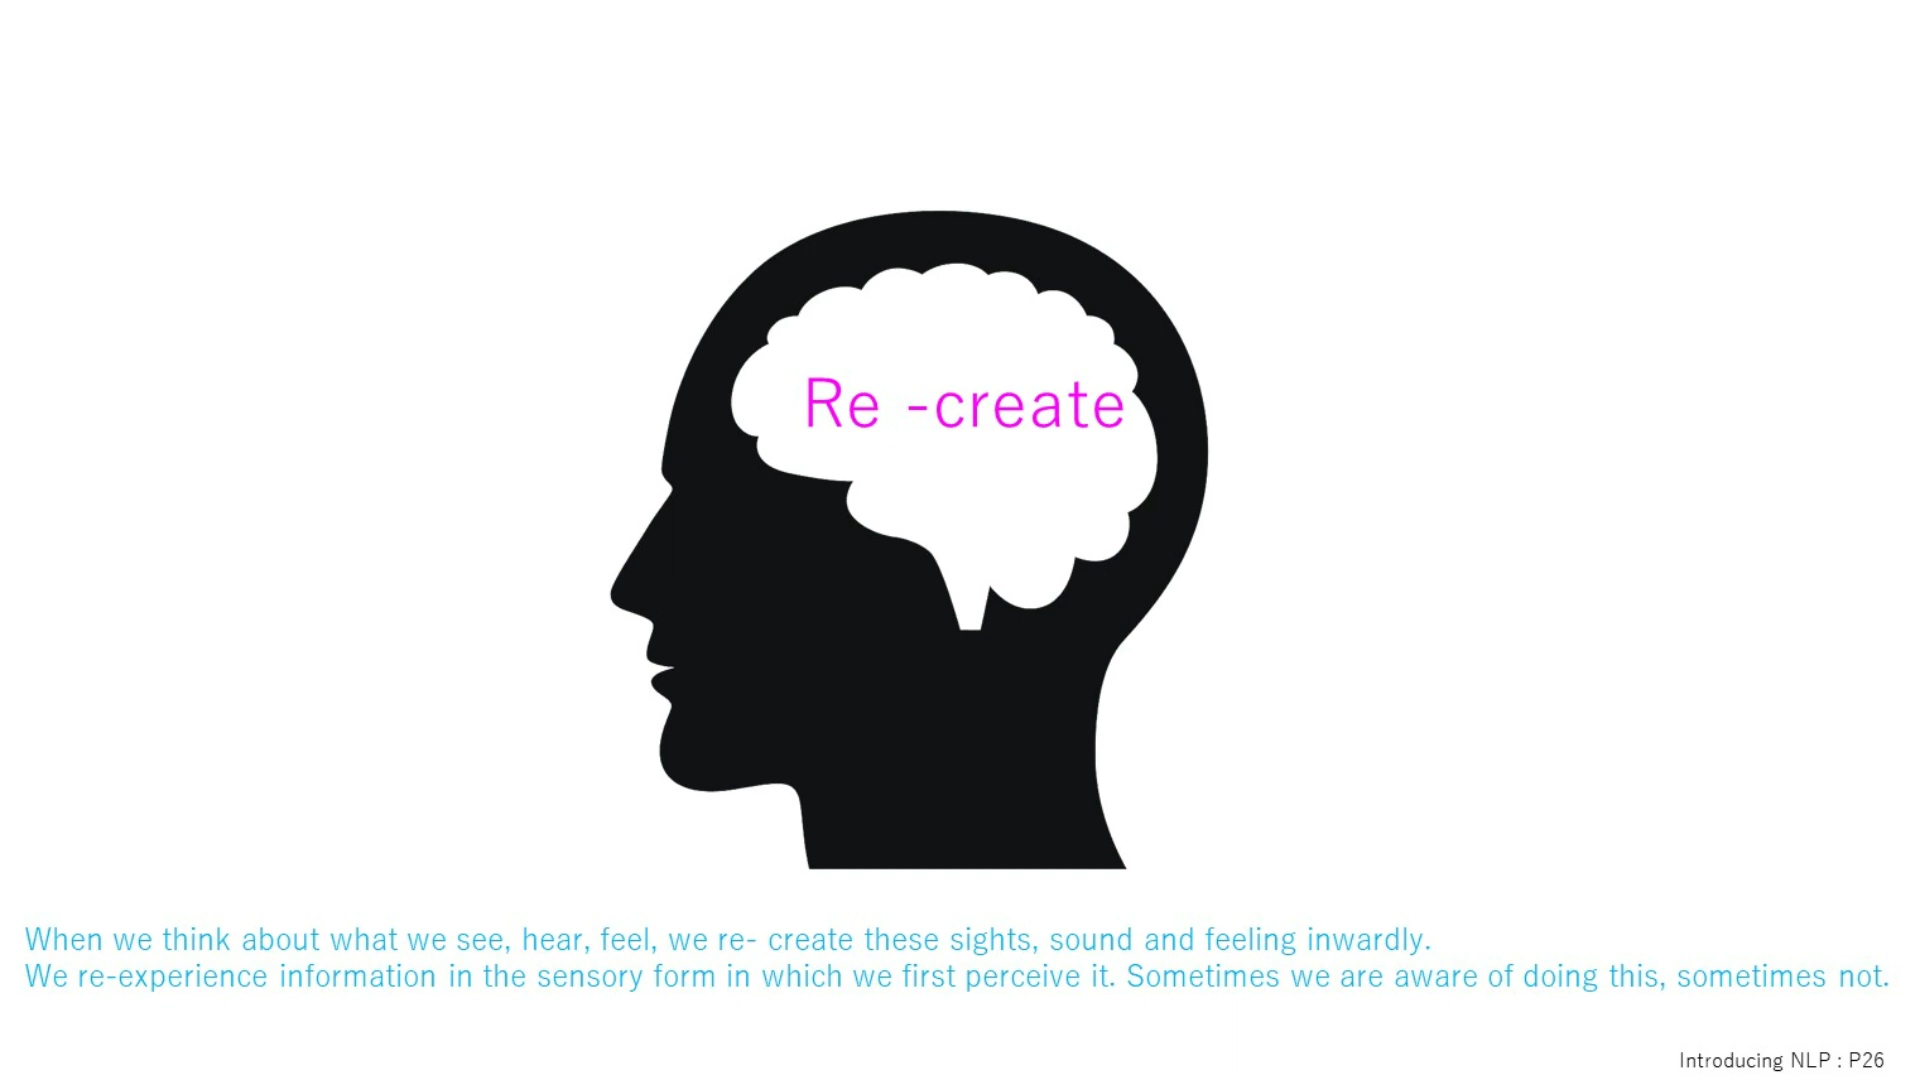 Re -create
When we think about what we see, hear, feel, we re- create these sights, sound and feeling inwardly.
We re-experience information in the sensory form in which we first perceive it. Sometimes we are aware of doing this, sometimes not.
Introducing NLP : P26